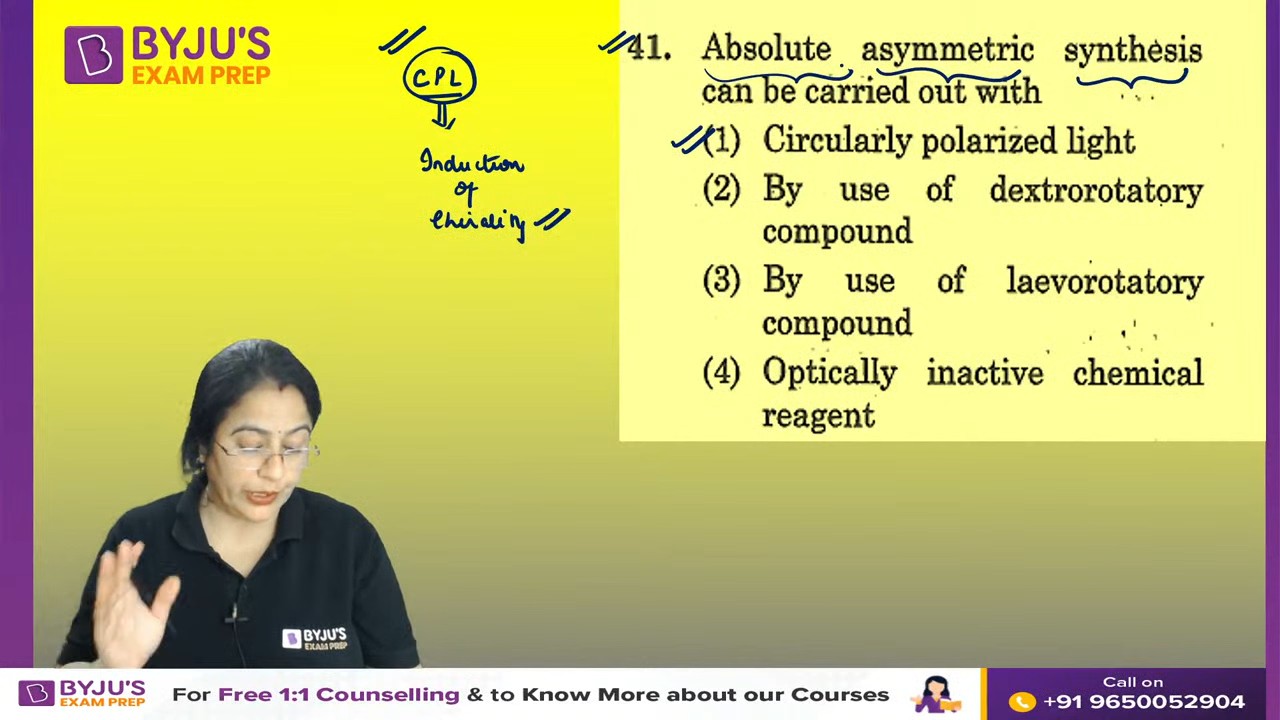 BYJU'S
EXAM PREP
CPL
Induction
of
Chirality
41. Absolute asymmetric synthesis
can be carried out with
(1) Circularly polarized light
(2) By use of dextrorotatory
compound
(3) By use of laevorotatory
compound
(4) Optically inactive chemical
reagent
BYJU'S
EXAM PREP
BYJU'S
EXAM PREP
For Free 1:1 Counselling & to Know More about our Courses
Call on
+91 9650052904